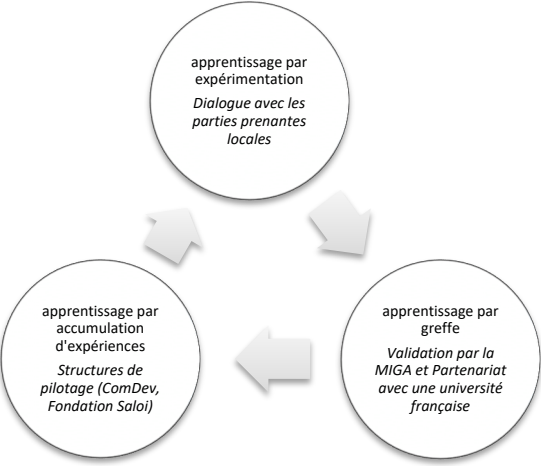 apprentissage par
expérimentation
Dialogue avec les
parties prenantes
locales
apprentissage par
accumulation
d'expériences
Structures de
pilotage (ComDev,
Fondation Saloi)
apprentissage par
greffe
Validation par la
MIGA et Partenariat
avec une université
française